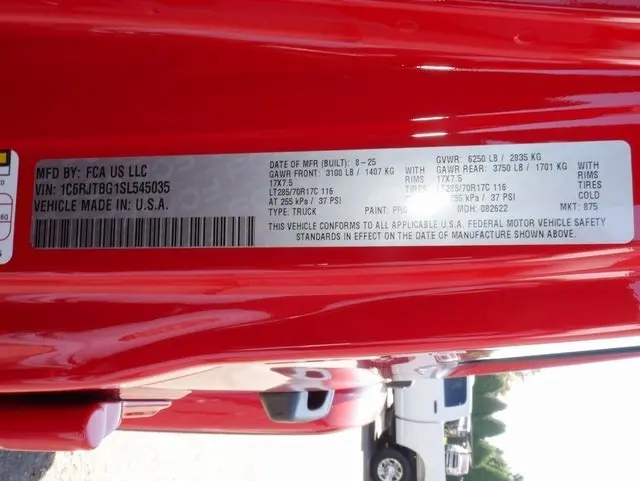 MFD BY: FCA US LLC
VIN: 1C6RJTBG1SL545035
VEHICLE MADE IN: U.S.A.
DATE OF MFR (BUILT): 8-25
GAWR FRONT: 3100 LB / 1407 KG WITH
17X7.5 RIMS
LT285/70R17C 116 TIRES
AT 255 kPa / 37 PSI
TYPE: TRUCK PAINT:
GVWR: 6250 LB / 2835 KG
GAWR REAR: 3750 LB / 1701 KG WITH
17X7.5 RIMS
LT285/70R17C 116 TIRES
kPa / 37 PSI COLD
MDH: 082622 MKT: 875
THIS VEHICLE CONFORMS TO ALL APPLICABLE U.S.A. FEDERAL MOTOR VEHICLE SAFETY
STANDARDS IN EFFECT ON THE DATE OF MANUFACTURE SHOWN ABOVE.